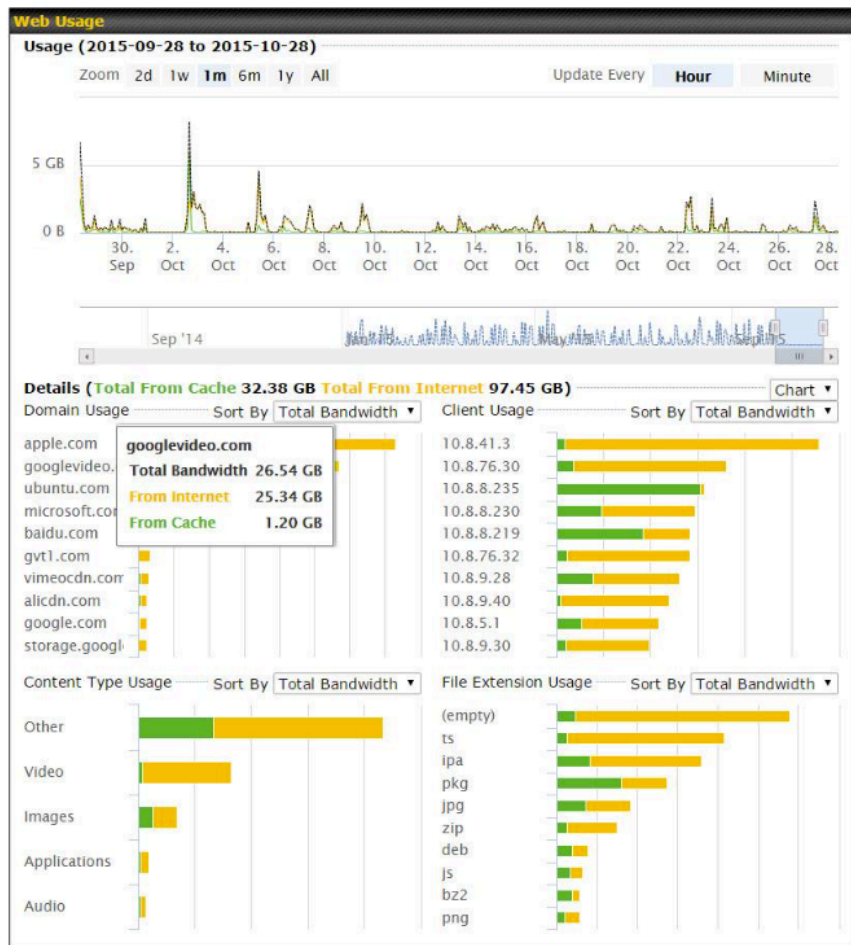 Web Usage
Usage (2015-09-28 to 2015-10-28)
Zoom 2d 1w 1m 6m 1y All Update Every Hour Minute
5 GB
0 B
30. Sep 2. Oct 4. Oct 6. Oct 8. Oct 10. Oct 12. Oct 14. Oct 16. Oct 18. Oct 20. Oct 22. Oct 24. Oct 26. Oct 28. Oct
Sep '14 Jan '15 May '15 Sep '15
Details (Total From Cache 32.38 GB Total From Internet 97.45 GB) Chart
Domain Usage Sort By Total Bandwidth
apple.com
googlevideo.
ubuntu.com
microsoft.com
baidu.com
gvt1.com
vimeocdn.com
alicdn.com
google.com
storage.googl
googlevideo.com
Total Bandwidth 26.54 GB
From Internet 25.34 GB
From Cache 1.20 GB
Client Usage Sort By Total Bandwidth
10.8.41.3
10.8.76.30
10.8.8.235
10.8.8.230
10.8.8.219
10.8.76.32
10.8.9.28
10.8.9.40
10.8.5.1
10.8.9.30
Content Type Usage Sort By Total Bandwidth
Other
Video
Images
Applications
Audio
File Extension Usage Sort By Total Bandwidth
(empty)
ts
ipa
pkg
jpg
zip
deb
js
bz2
png